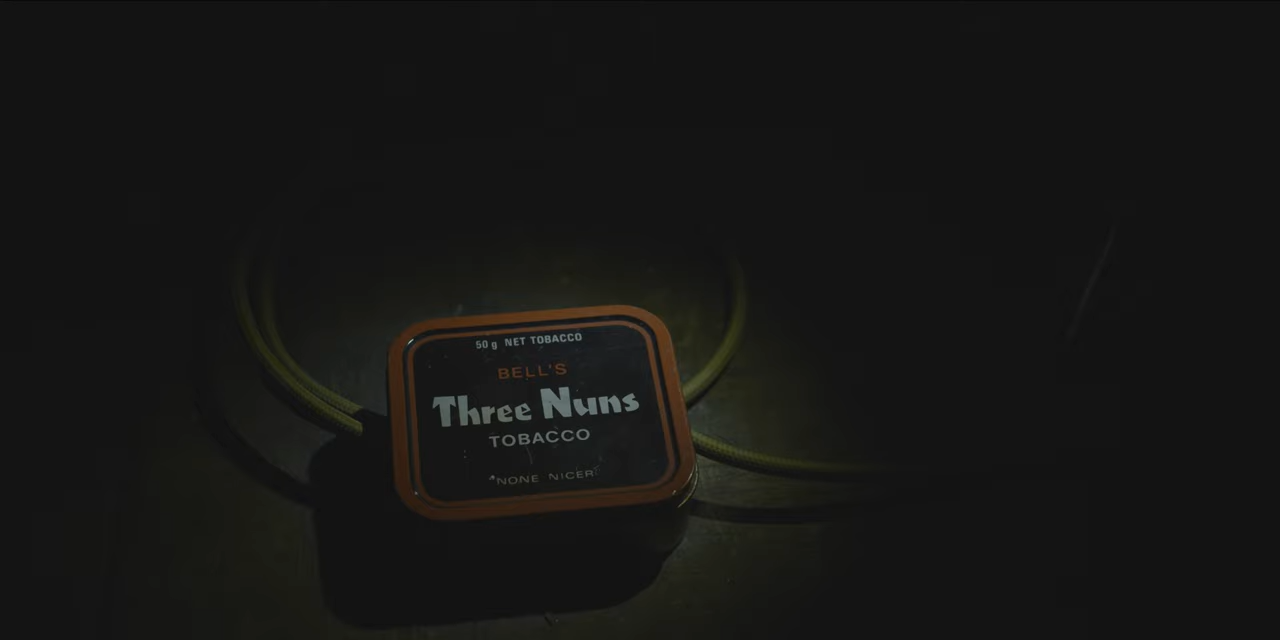 50 g NET TOBACCO
BELL'S
Three Nuns
TOBACCO
"NONE NICER"